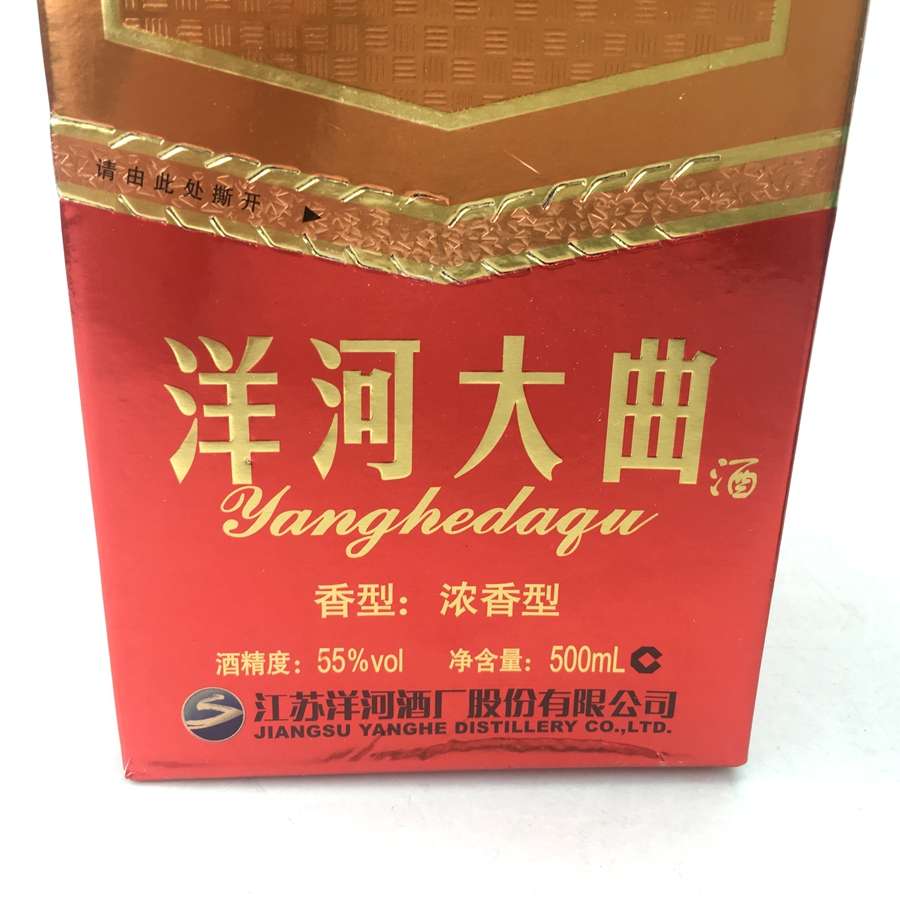 请由此处撕开
洋河大曲酒
Yanghedaqu
香型：浓香型
酒精度：55%vol 净含量：500mL
江苏洋河酒厂股份有限公司
JIANGSU YANGHE DISTILLERY CO.,LTD.